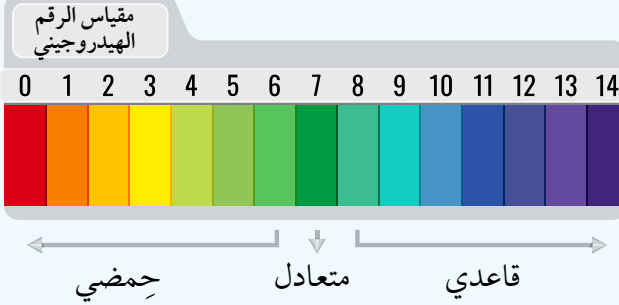 مقياس الرقم
الهيدروجيني
0 1 2 3 4 5 6 7 8 9 10 11 12 13 14
حِمضي متعادل قاعدي